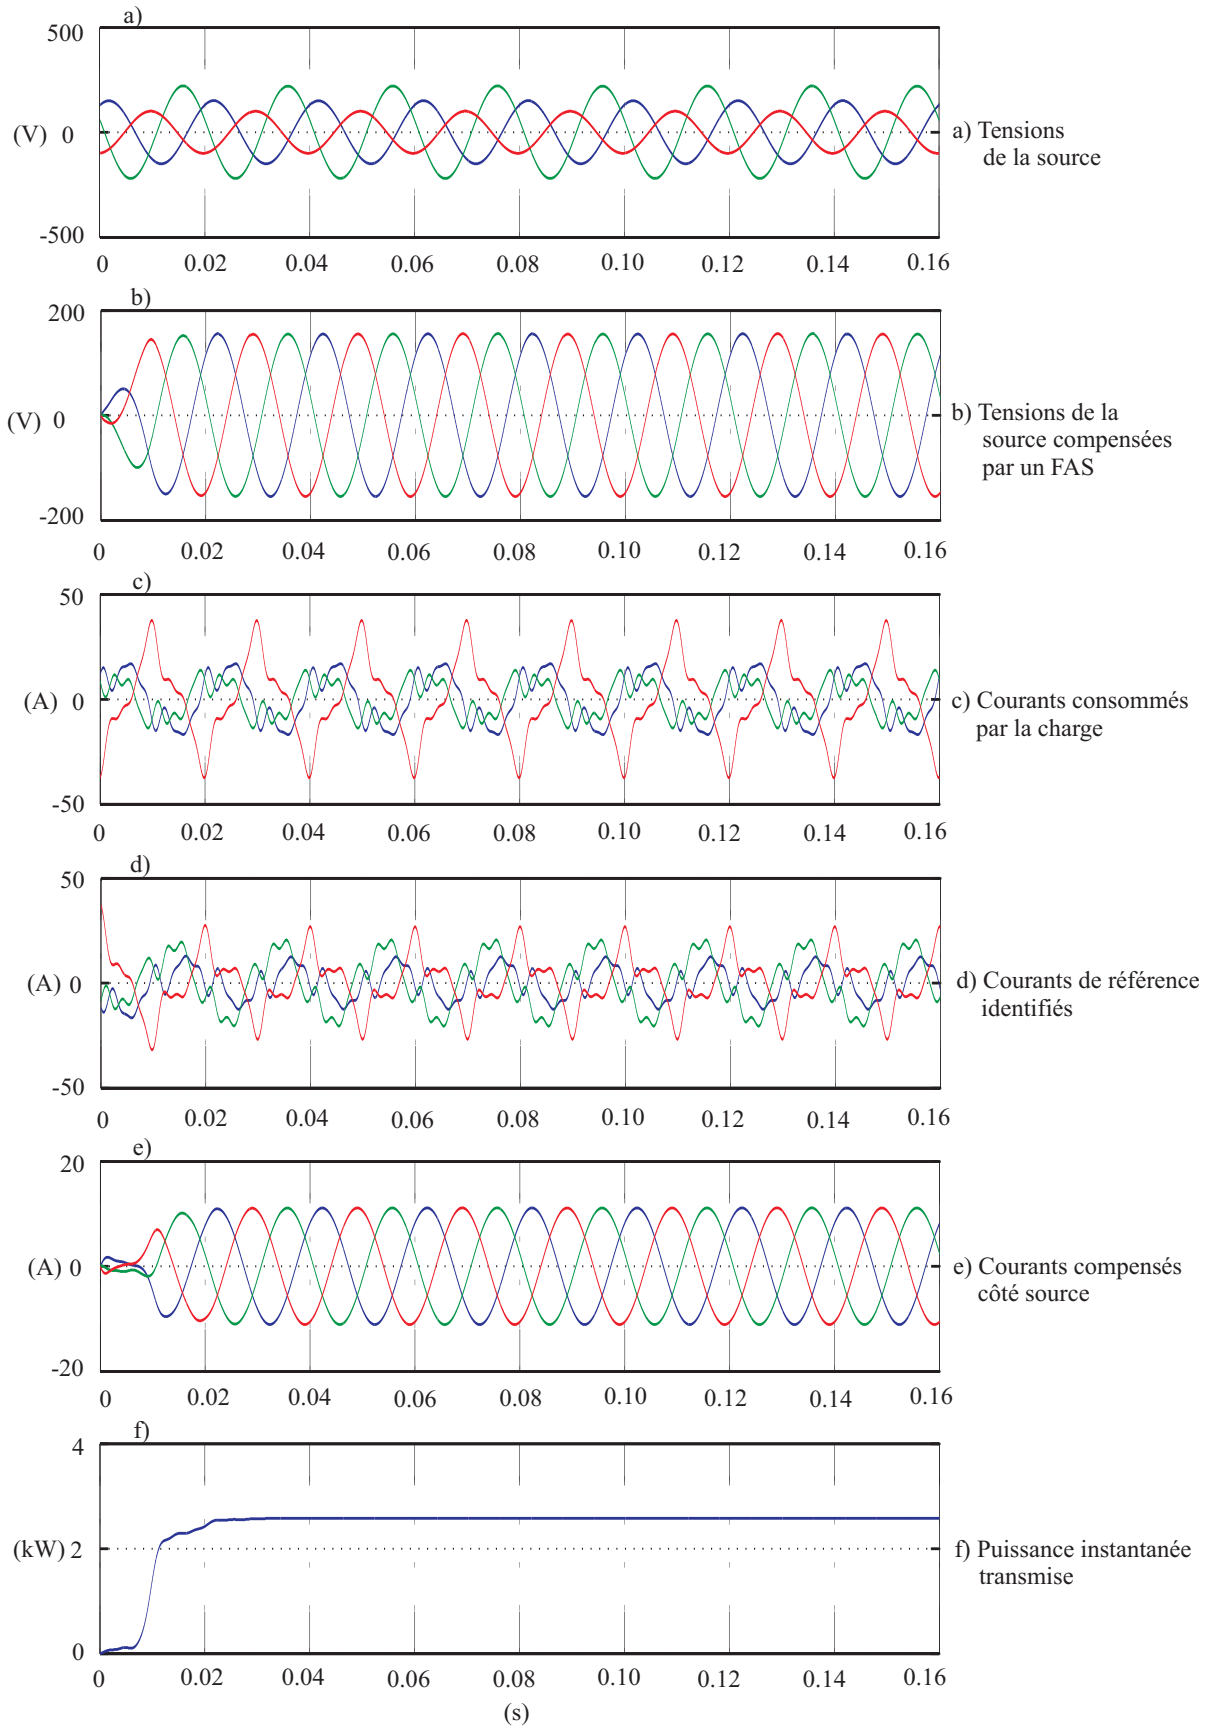 a)
500
(V) 0
-500
0 0.02 0.04 0.06 0.08 0.10 0.12 0.14 0.16
a) Tensions
de la source
b)
200
(V) 0
-200
0 0.02 0.04 0.06 0.08 0.10 0.12 0.14 0.16
b) Tensions de la
source compensées
par un FAS
c)
50
(A) 0
-50
0 0.02 0.04 0.06 0.08 0.10 0.12 0.14 0.16
c) Courants consommés
par la charge
d)
50
(A) 0
-50
0 0.02 0.04 0.06 0.08 0.10 0.12 0.14 0.16
d) Courants de référence
identifiés
e)
20
(A) 0
-20
0 0.02 0.04 0.06 0.08 0.10 0.12 0.14 0.16
e) Courants compensés
côté source
f)
4
(kW) 2
0
0 0.02 0.04 0.06 0.08 0.10 0.12 0.14 0.16
(s)
f) Puissance instantanée
transmise